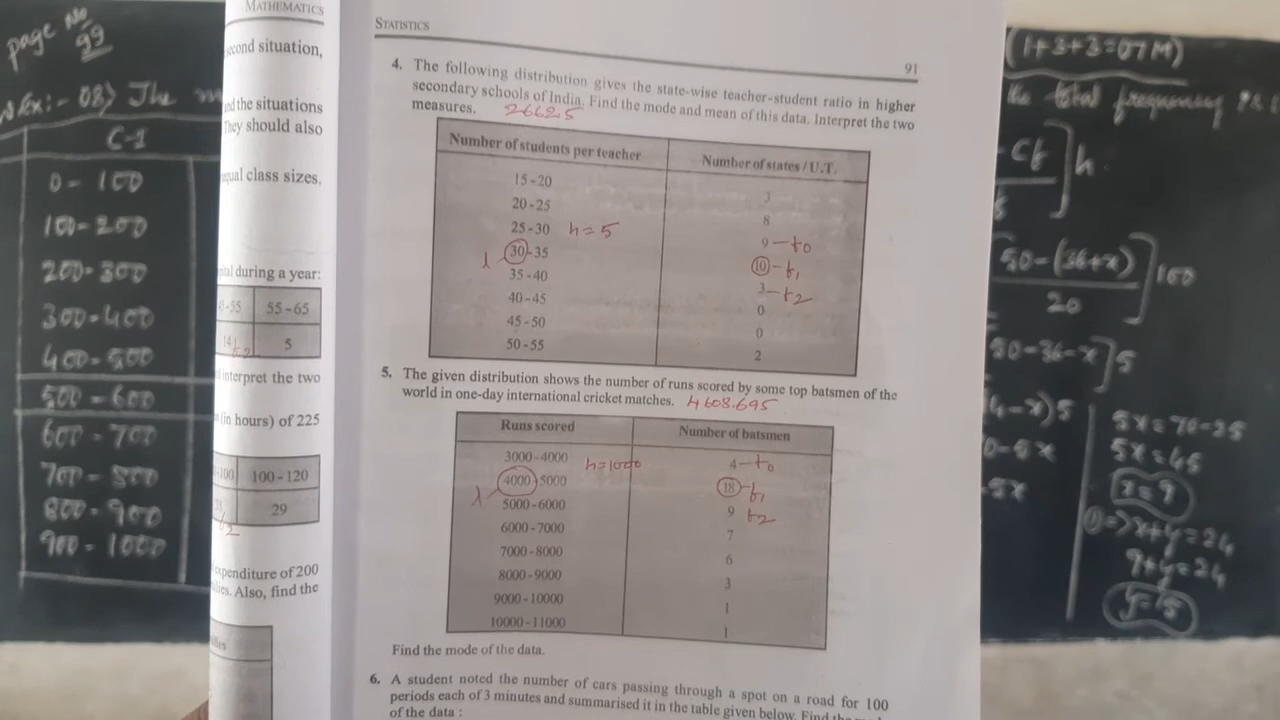 page No
99
Ex:- 08) The
C-I
0 - 100
100 - 200
200 - 300
300 - 400
400 - 500
500 - 600
600 - 700
700 - 800
800 - 900
900 - 1000
MATHEMATICS
second situation,
and the situations
They should also
equal class sizes.
during a year:
55 - 65
5
interpret the two
(in hours) of 225
100 - 120
29
expenditure of 200
Also, find the
STATISTICS
91
4. The following distribution gives the state-wise teacher-student ratio in higher
secondary schools of India. Find the mode and mean of this data. Interpret the two
measures. 26625
Number of students per teacher Number of states / U.T.
15 - 20 3
20 - 25 8
25 - 30 h=5 9 - f0
l 30 - 35 10 - f1
35 - 40 3 - f2
40 - 45 0
45 - 50 0
50 - 55 2
5. The given distribution shows the number of runs scored by some top batsmen of the
world in one-day international cricket matches. 4608.695
Runs scored Number of batsmen
3000 - 4000 h=1000 4 - f0
l 4000 - 5000 18 - f1
5000 - 6000 9 f2
6000 - 7000 7
7000 - 8000 6
8000 - 9000 3
9000 - 10000 1
10000 - 11000 1
Find the mode of the data.
6. A student noted the number of cars passing through a spot on a road for 100
periods each of 3 minutes and summarised it in the table given below. Find the
of the data :
(1+3+3=07M)
the total frequency
- cf] h
50-(36+x)] 100
20
50-36-x] 5
-x) 5
-5x
-5x
5x = 70-25
5x = 45
x = 9
① => x+y = 24
9+y = 24
y = 15